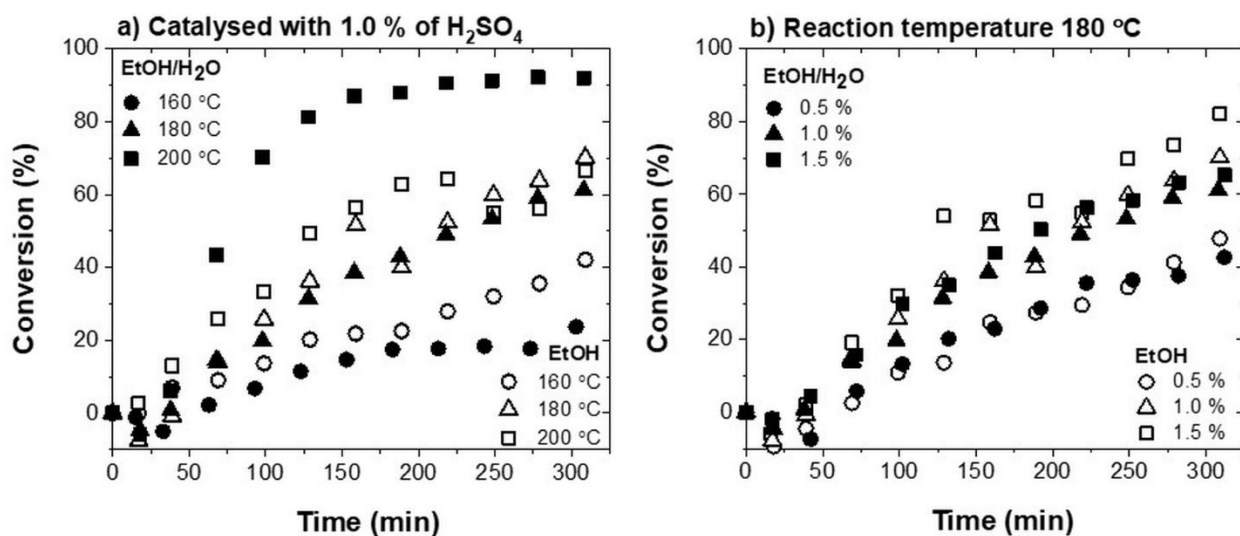 a) Catalysed with 1.0 % of H₂SO₄
100
80
60
40
20
0
Conversion (%)
EtOH/H₂O
160 °C
180 °C
200 °C
EtOH
160 °C
180 °C
200 °C
0 50 100 150 200 250 300
Time (min)
b) Reaction temperature 180 °C
100
80
60
40
20
0
Conversion (%)
EtOH/H₂O
0.5 %
1.0 %
1.5 %
EtOH
0.5 %
1.0 %
1.5 %
0 50 100 150 200 250 300
Time (min)